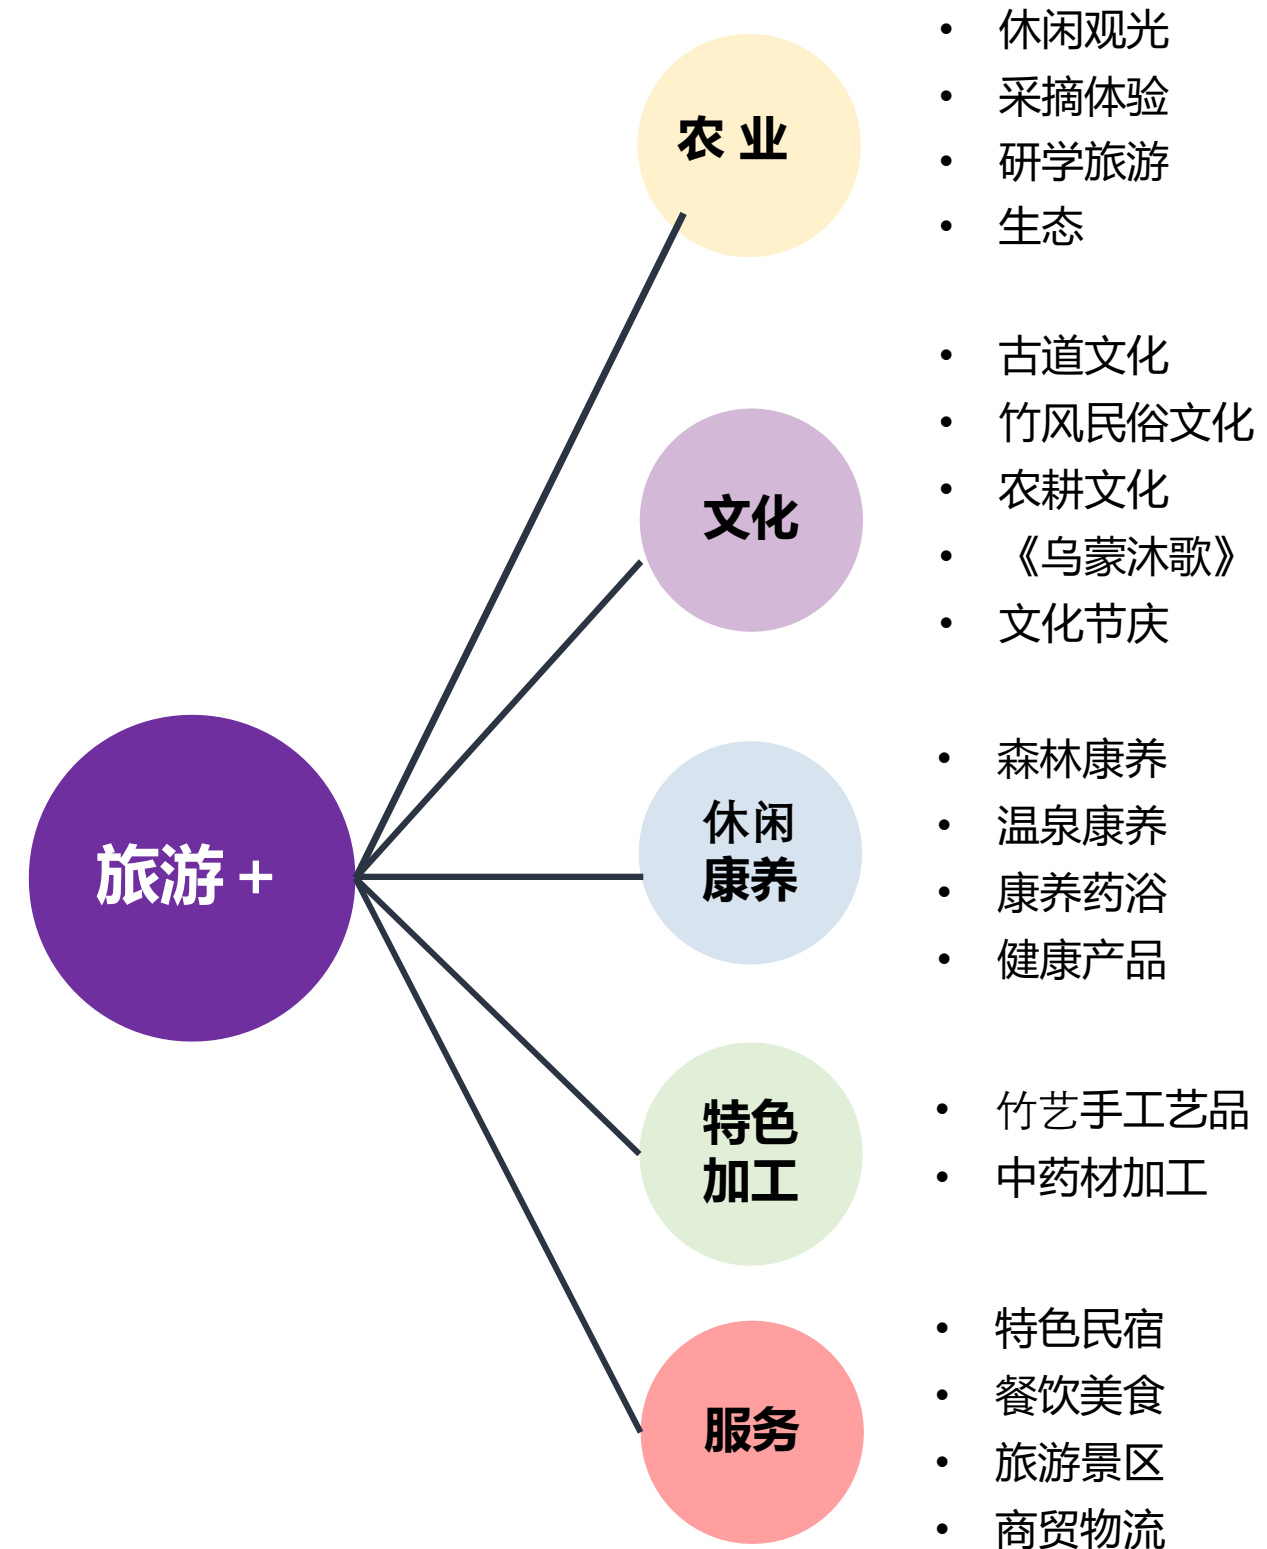 旅游 +
农 业
• 休闲观光
• 采摘体验
• 研学旅游
• 生态
文化
• 古道文化
• 竹风民俗文化
• 农耕文化
• 《乌蒙沐歌》
• 文化节庆
休闲
康养
• 森林康养
• 温泉康养
• 康养药浴
• 健康产品
特色
加工
• 竹艺手工艺品
• 中药材加工
服务
• 特色民宿
• 餐饮美食
• 旅游景区
• 商贸物流